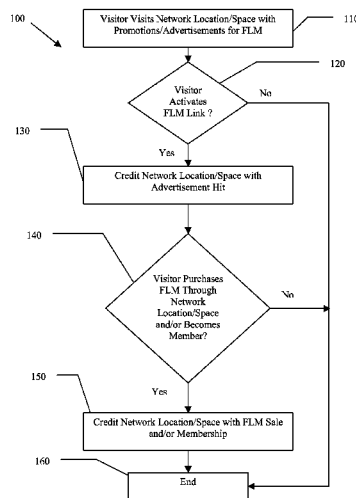 100
Visitor Visits Network Location/Space with
Promotions/Advertisements for FLM
110
120
Visitor
Activates
FLM Link ?
No
Yes
130
Credit Network Location/Space with
Advertisement Hit
140
Visitor Purchases
FLM Through
Network
Location/Space
and/or Becomes
Member?
No
Yes
150
Credit Network Location/Space with FLM Sale
and/or Membership
160
End